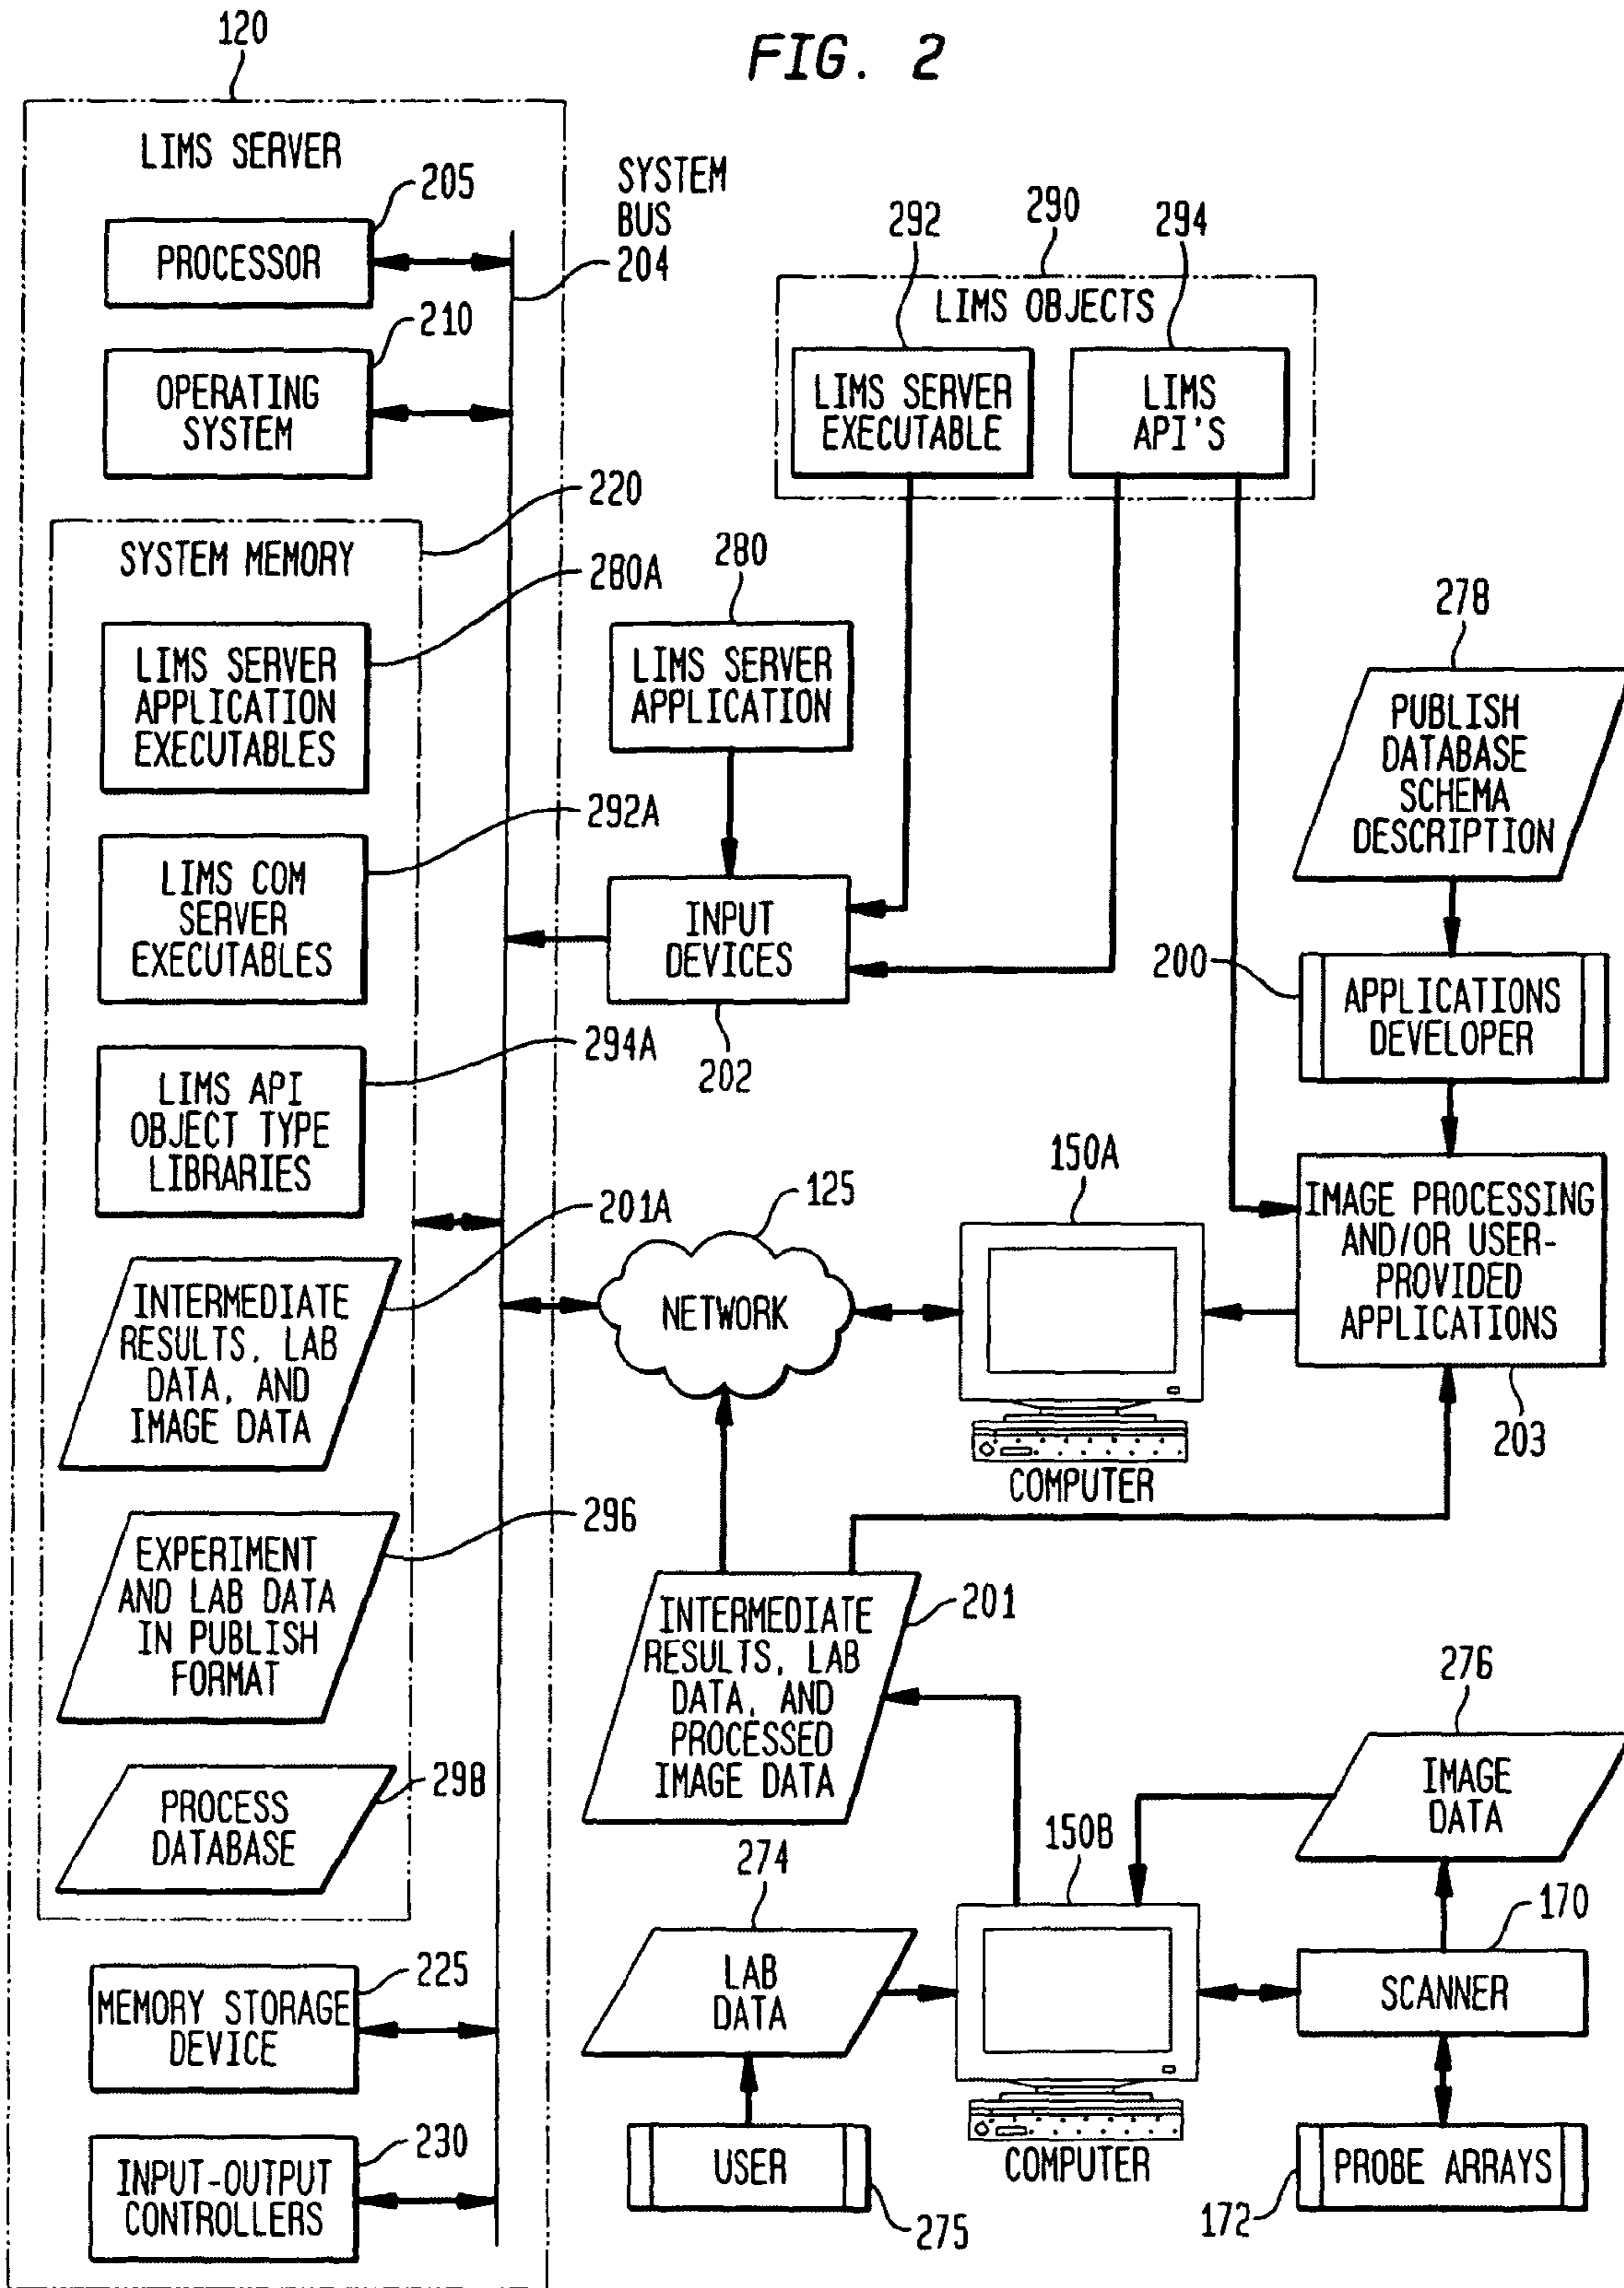 FIG. 2
120
LIMS SERVER
205
PROCESSOR
210
OPERATING
SYSTEM
SYSTEM
BUS
204
220
SYSTEM MEMORY
280A
LIMS SERVER
APPLICATION
EXECUTABLES
292A
LIMS COM
SERVER
EXECUTABLES
294A
LIMS API
OBJECT TYPE
LIBRARIES
201A
INTERMEDIATE
RESULTS, LAB
DATA, AND
IMAGE DATA
296
EXPERIMENT
AND LAB DATA
IN PUBLISH
FORMAT
298
PROCESS
DATABASE
225
MEMORY STORAGE
DEVICE
230
INPUT-OUTPUT
CONTROLLERS
290
292
294
LIMS OBJECTS
LIMS SERVER
EXECUTABLE
LIMS
API'S
280
LIMS SERVER
APPLICATION
INPUT
DEVICES
202
278
PUBLISH
DATABASE
SCHEMA
DESCRIPTION
200
APPLICATIONS
DEVELOPER
IMAGE PROCESSING
AND/OR USER-
PROVIDED
APPLICATIONS
203
125
NETWORK
150A
COMPUTER
201
INTERMEDIATE
RESULTS, LAB
DATA, AND
PROCESSED
IMAGE DATA
276
IMAGE
DATA
274
LAB
DATA
150B
COMPUTER
170
SCANNER
USER
275
172
PROBE ARRAYS